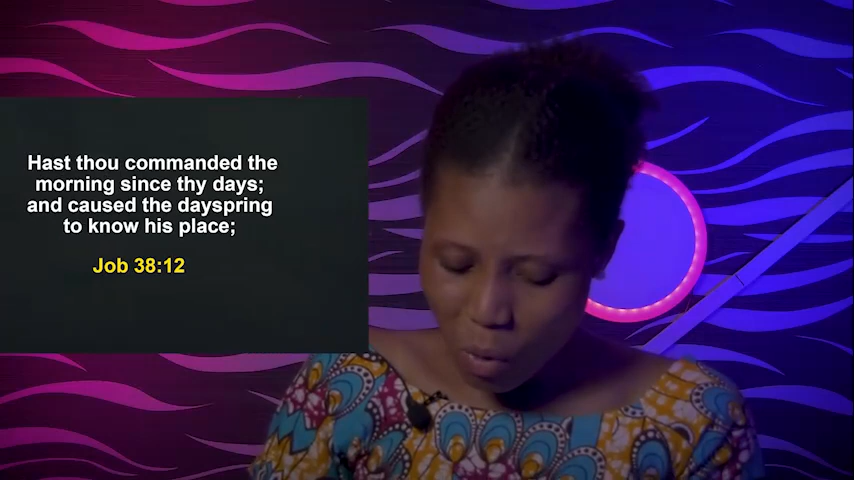 Hast thou commanded the
morning since thy days;
and caused the dayspring
to know his place;
Job 38:12